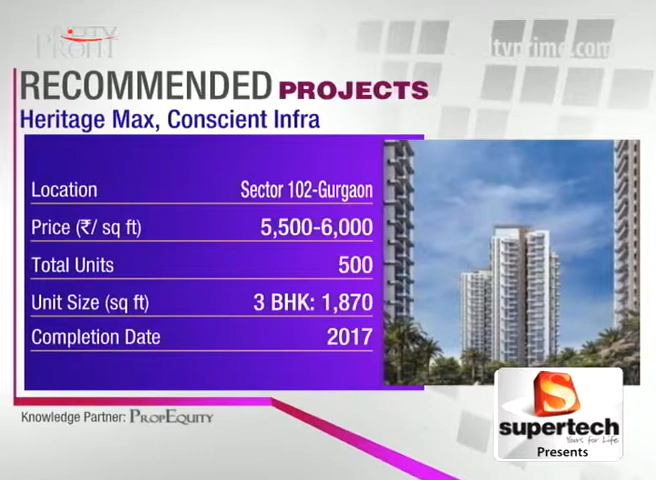 NDTV
PROFIT
tvprime.com
RECOMMENDED PROJECTS
Heritage Max, Conscient Infra
Location Sector 102-Gurgaon
Price (₹/ sq ft) 5,500-6,000
Total Units 500
Unit Size (sq ft) 3 BHK: 1,870
Completion Date 2017
Knowledge Partner: PROPEQUITY
S
supertech
Yours for Life
Presents